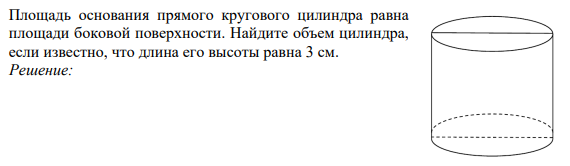 Площадь основания прямого кругового цилиндра равна
площади боковой поверхности. Найдите объем цилиндра,
если известно, что длина его высоты равна 3 см.
Решение: